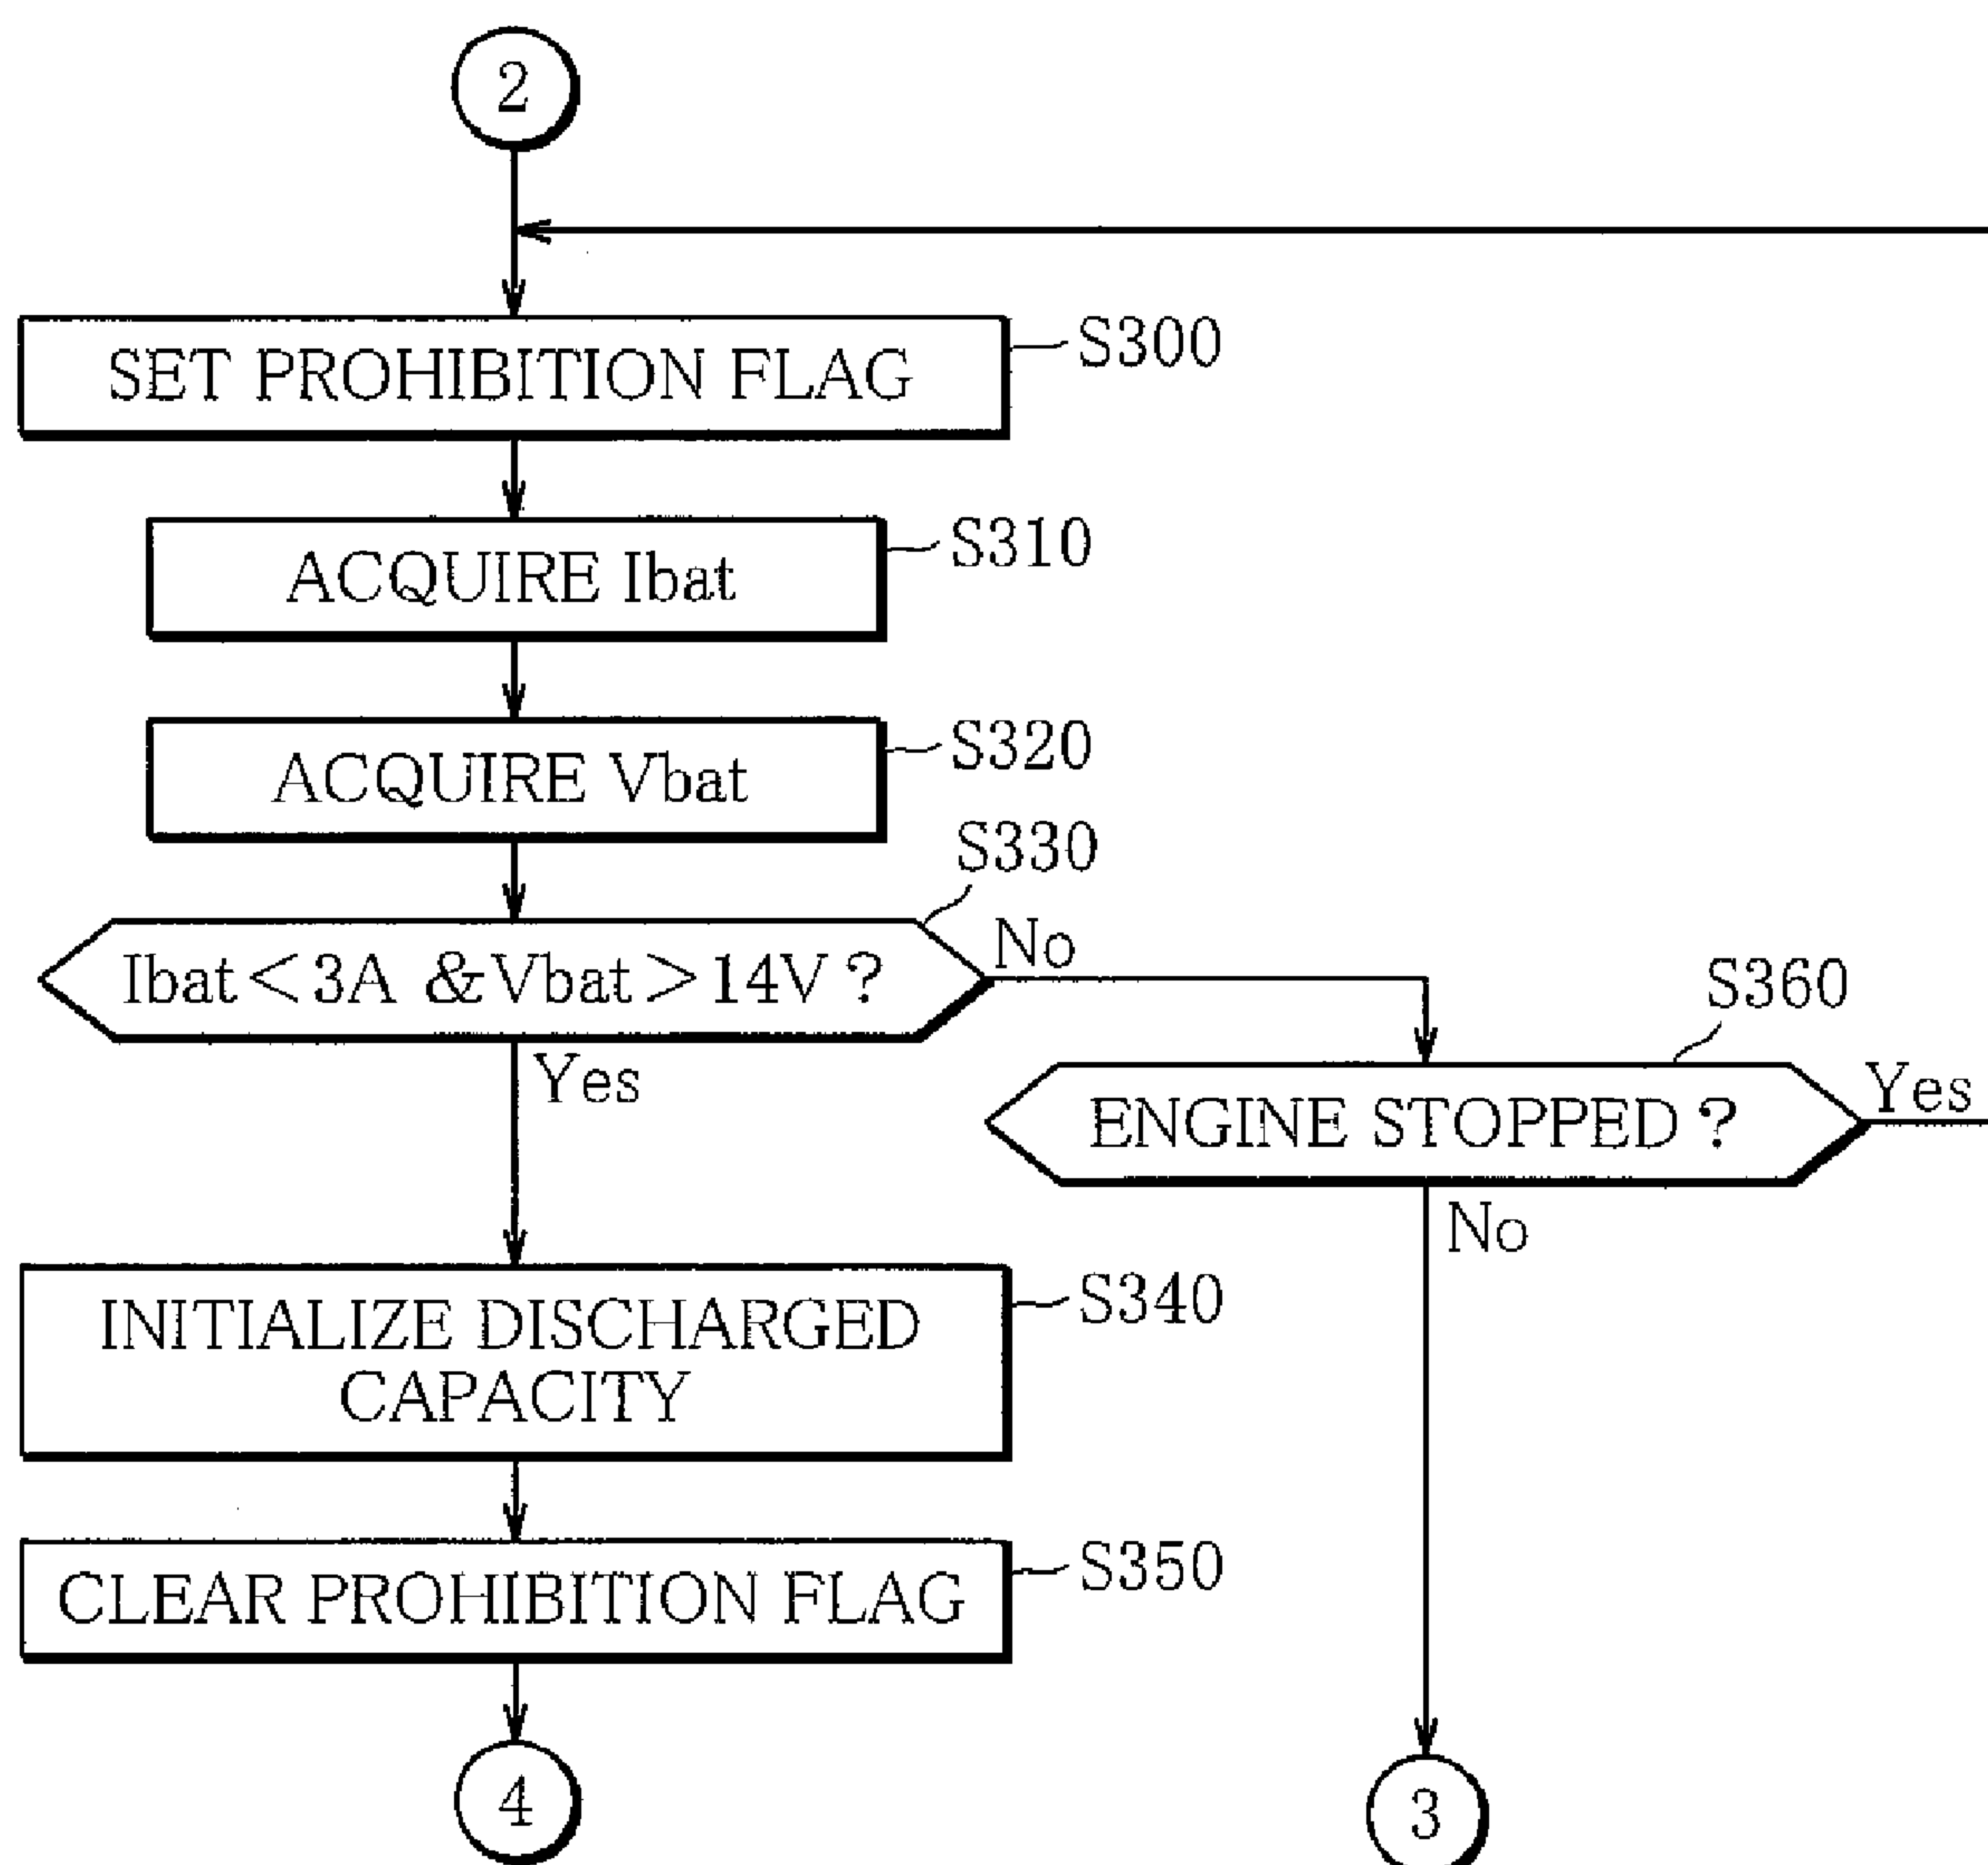 2
SET PROHIBITION FLAG
S300
ACQUIRE Ibat
S310
ACQUIRE Vbat
S320
S330
Ibat<3A &Vbat>14V?
No
Yes
S360
ENGINE STOPPED?
Yes
No
INITIALIZE DISCHARGED
CAPACITY
S340
CLEAR PROHIBITION FLAG
S350
4
3